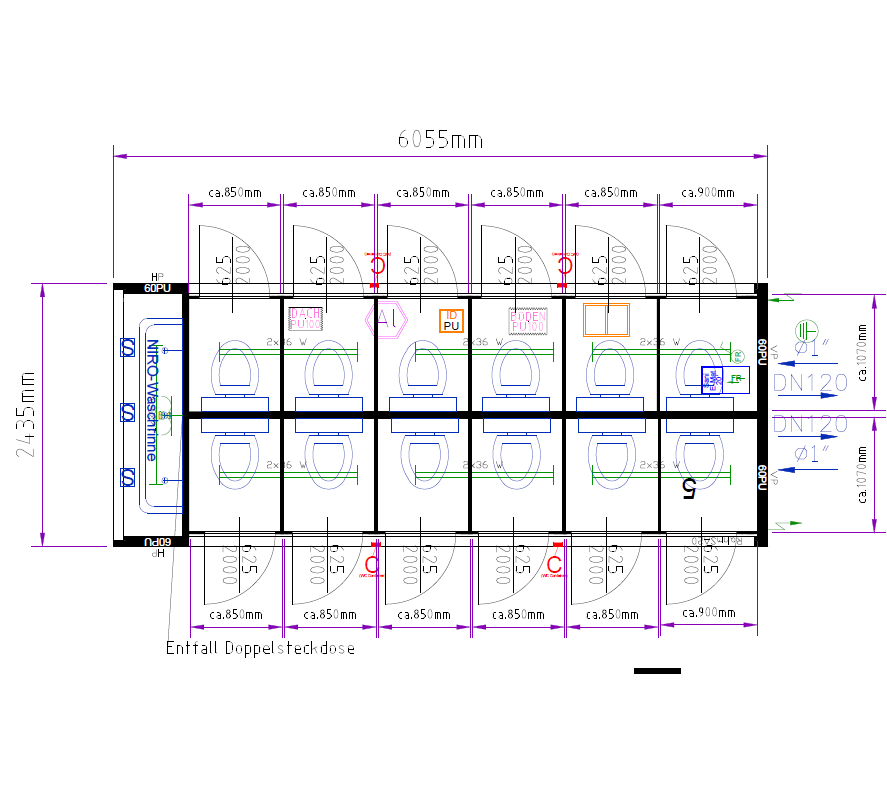 6055mm
ca.850mm ca.850mm ca.850mm ca.850mm ca.850mm ca.900mm
625 2000 625 2000 625 2000 625 2000 625 2000 625 2000
C C
HP
60PU
DACH
PU100
Al
ID
PU
BODEN
PU100
2x36 W 2x36 W 2x36 W
FR
FR
60PU
VP
Ø1"
DN120
ca.1070mm
2435mm
S
S
S
NIRO-Waschrinne
DN120
Ø1"
60PU
VP
ca.1070mm
2x36 W 2x36 W 2x36 W
5
60PU
HP
625 2000 625 2000 625 2000 625 2000 625 2000 625 2000
C C
ca.850mm ca.850mm ca.850mm ca.850mm ca.850mm ca.900mm
Entfall Doppelsteckdose